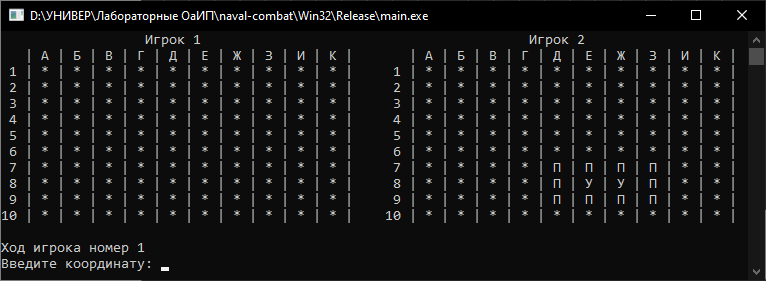 D:\УНИВЕР\Лабораторные ОаИП\naval-combat\Win32\Release\main.exe
Игрок 1 Игрок 2
| А | Б | В | Г | Д | Е | Ж | З | И | К | | А | Б | В | Г | Д | Е | Ж | З | И | К |
1 | * | * | * | * | * | * | * | * | * | * | 1 | * | * | * | * | * | * | * | * | * | * |
2 | * | * | * | * | * | * | * | * | * | * | 2 | * | * | * | * | * | * | * | * | * | * |
3 | * | * | * | * | * | * | * | * | * | * | 3 | * | * | * | * | * | * | * | * | * | * |
4 | * | * | * | * | * | * | * | * | * | * | 4 | * | * | * | * | * | * | * | * | * | * |
5 | * | * | * | * | * | * | * | * | * | * | 5 | * | * | * | * | * | * | * | * | * | * |
6 | * | * | * | * | * | * | * | * | * | * | 6 | * | * | * | * | * | * | * | * | * | * |
7 | * | * | * | * | * | * | * | * | * | * | 7 | * | * | * | * | П | П | П | П | * | * |
8 | * | * | * | * | * | * | * | * | * | * | 8 | * | * | * | * | П | У | У | П | * | * |
9 | * | * | * | * | * | * | * | * | * | * | 9 | * | * | * | * | П | П | П | П | * | * |
10 | * | * | * | * | * | * | * | * | * | * | 10 | * | * | * | * | * | * | * | * | * | * |
Ход игрока номер 1
Введите координату: